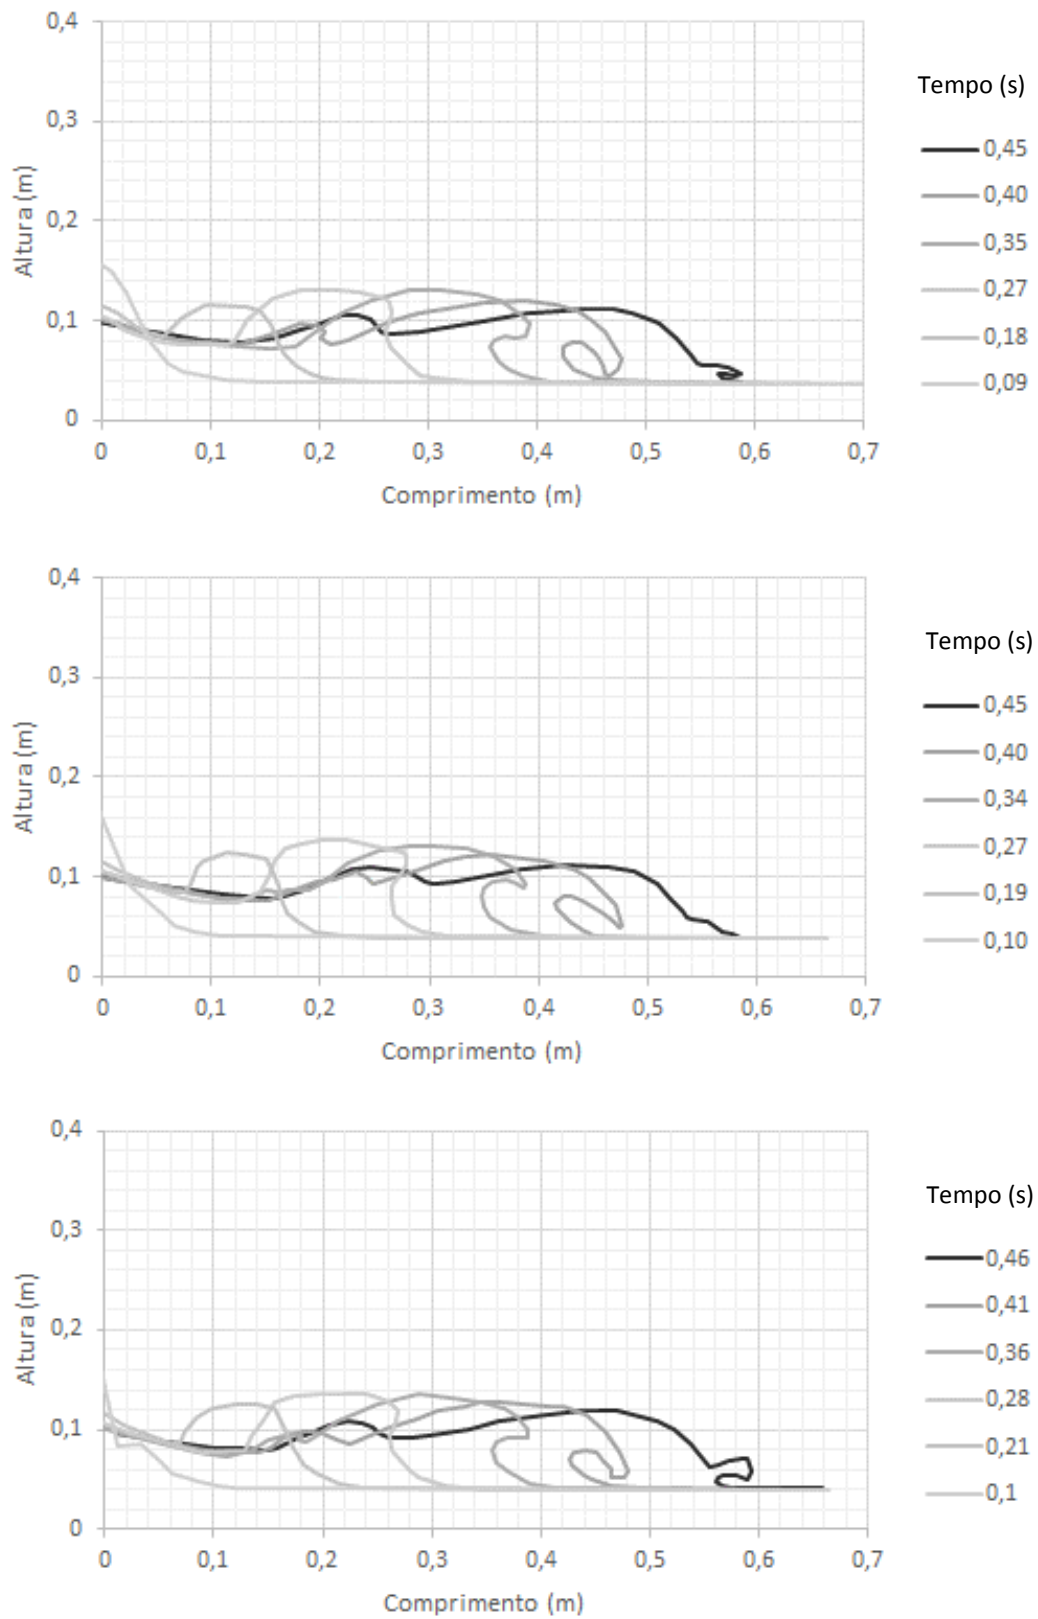 0,4
0,3
0,2
0,1
0
Altura (m)
0 0,1 0,2 0,3 0,4 0,5 0,6 0,7
Comprimento (m)
Tempo (s)
0,45
0,40
0,35
0,27
0,18
0,09
0,4
0,3
0,2
0,1
0
Altura (m)
0 0,1 0,2 0,3 0,4 0,5 0,6 0,7
Comprimento (m)
Tempo (s)
0,45
0,40
0,34
0,27
0,19
0,10
0,4
0,3
0,2
0,1
0
Altura (m)
0 0,1 0,2 0,3 0,4 0,5 0,6 0,7
Comprimento (m)
Tempo (s)
0,46
0,41
0,36
0,28
0,21
0,1